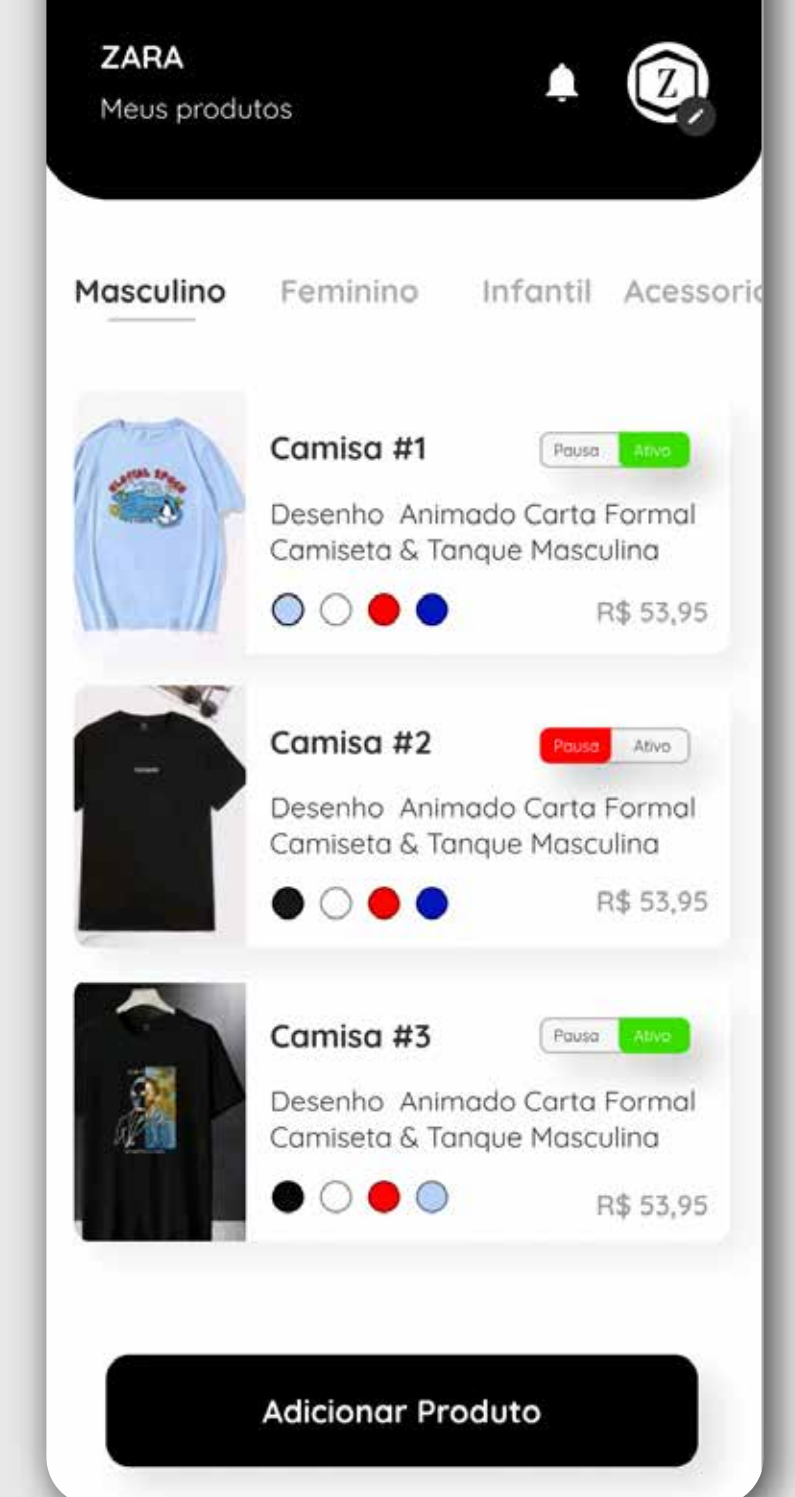 ZARA
Meus produtos
Z
Masculino Feminino Infantil Acessorio
Camisa #1
Pausa Ativo
Desenho Animado Carta Formal
Camiseta & Tanque Masculina
R$ 53,95
Camisa #2
Pausa Ativo
Desenho Animado Carta Formal
Camiseta & Tanque Masculina
R$ 53,95
Camisa #3
Pausa Ativo
Desenho Animado Carta Formal
Camiseta & Tanque Masculina
R$ 53,95
Adicionar Produto